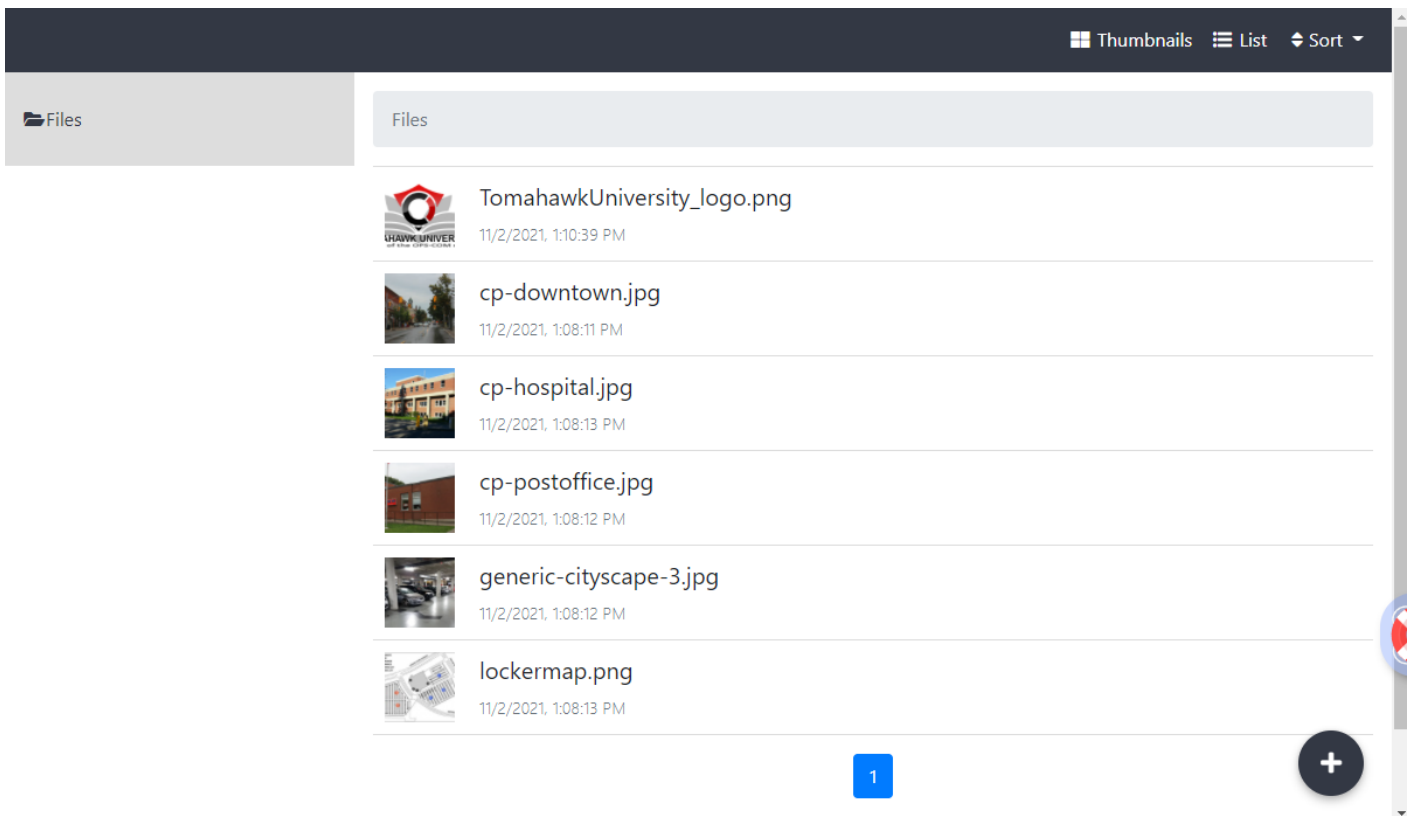 Thumbnails List Sort
Files
Files
TomahawkUniversity_logo.png
AHAWK UNIVER
11/2/2021, 1:10:39 PM
cp-downtown.jpg
11/2/2021, 1:08:11 PM
cp-hospital.jpg
11/2/2021, 1:08:13 PM
cp-postoffice.jpg
11/2/2021, 1:08:12 PM
generic-cityscape-3.jpg
11/2/2021, 1:08:12 PM
lockermap.png
11/2/2021, 1:08:13 PM
1